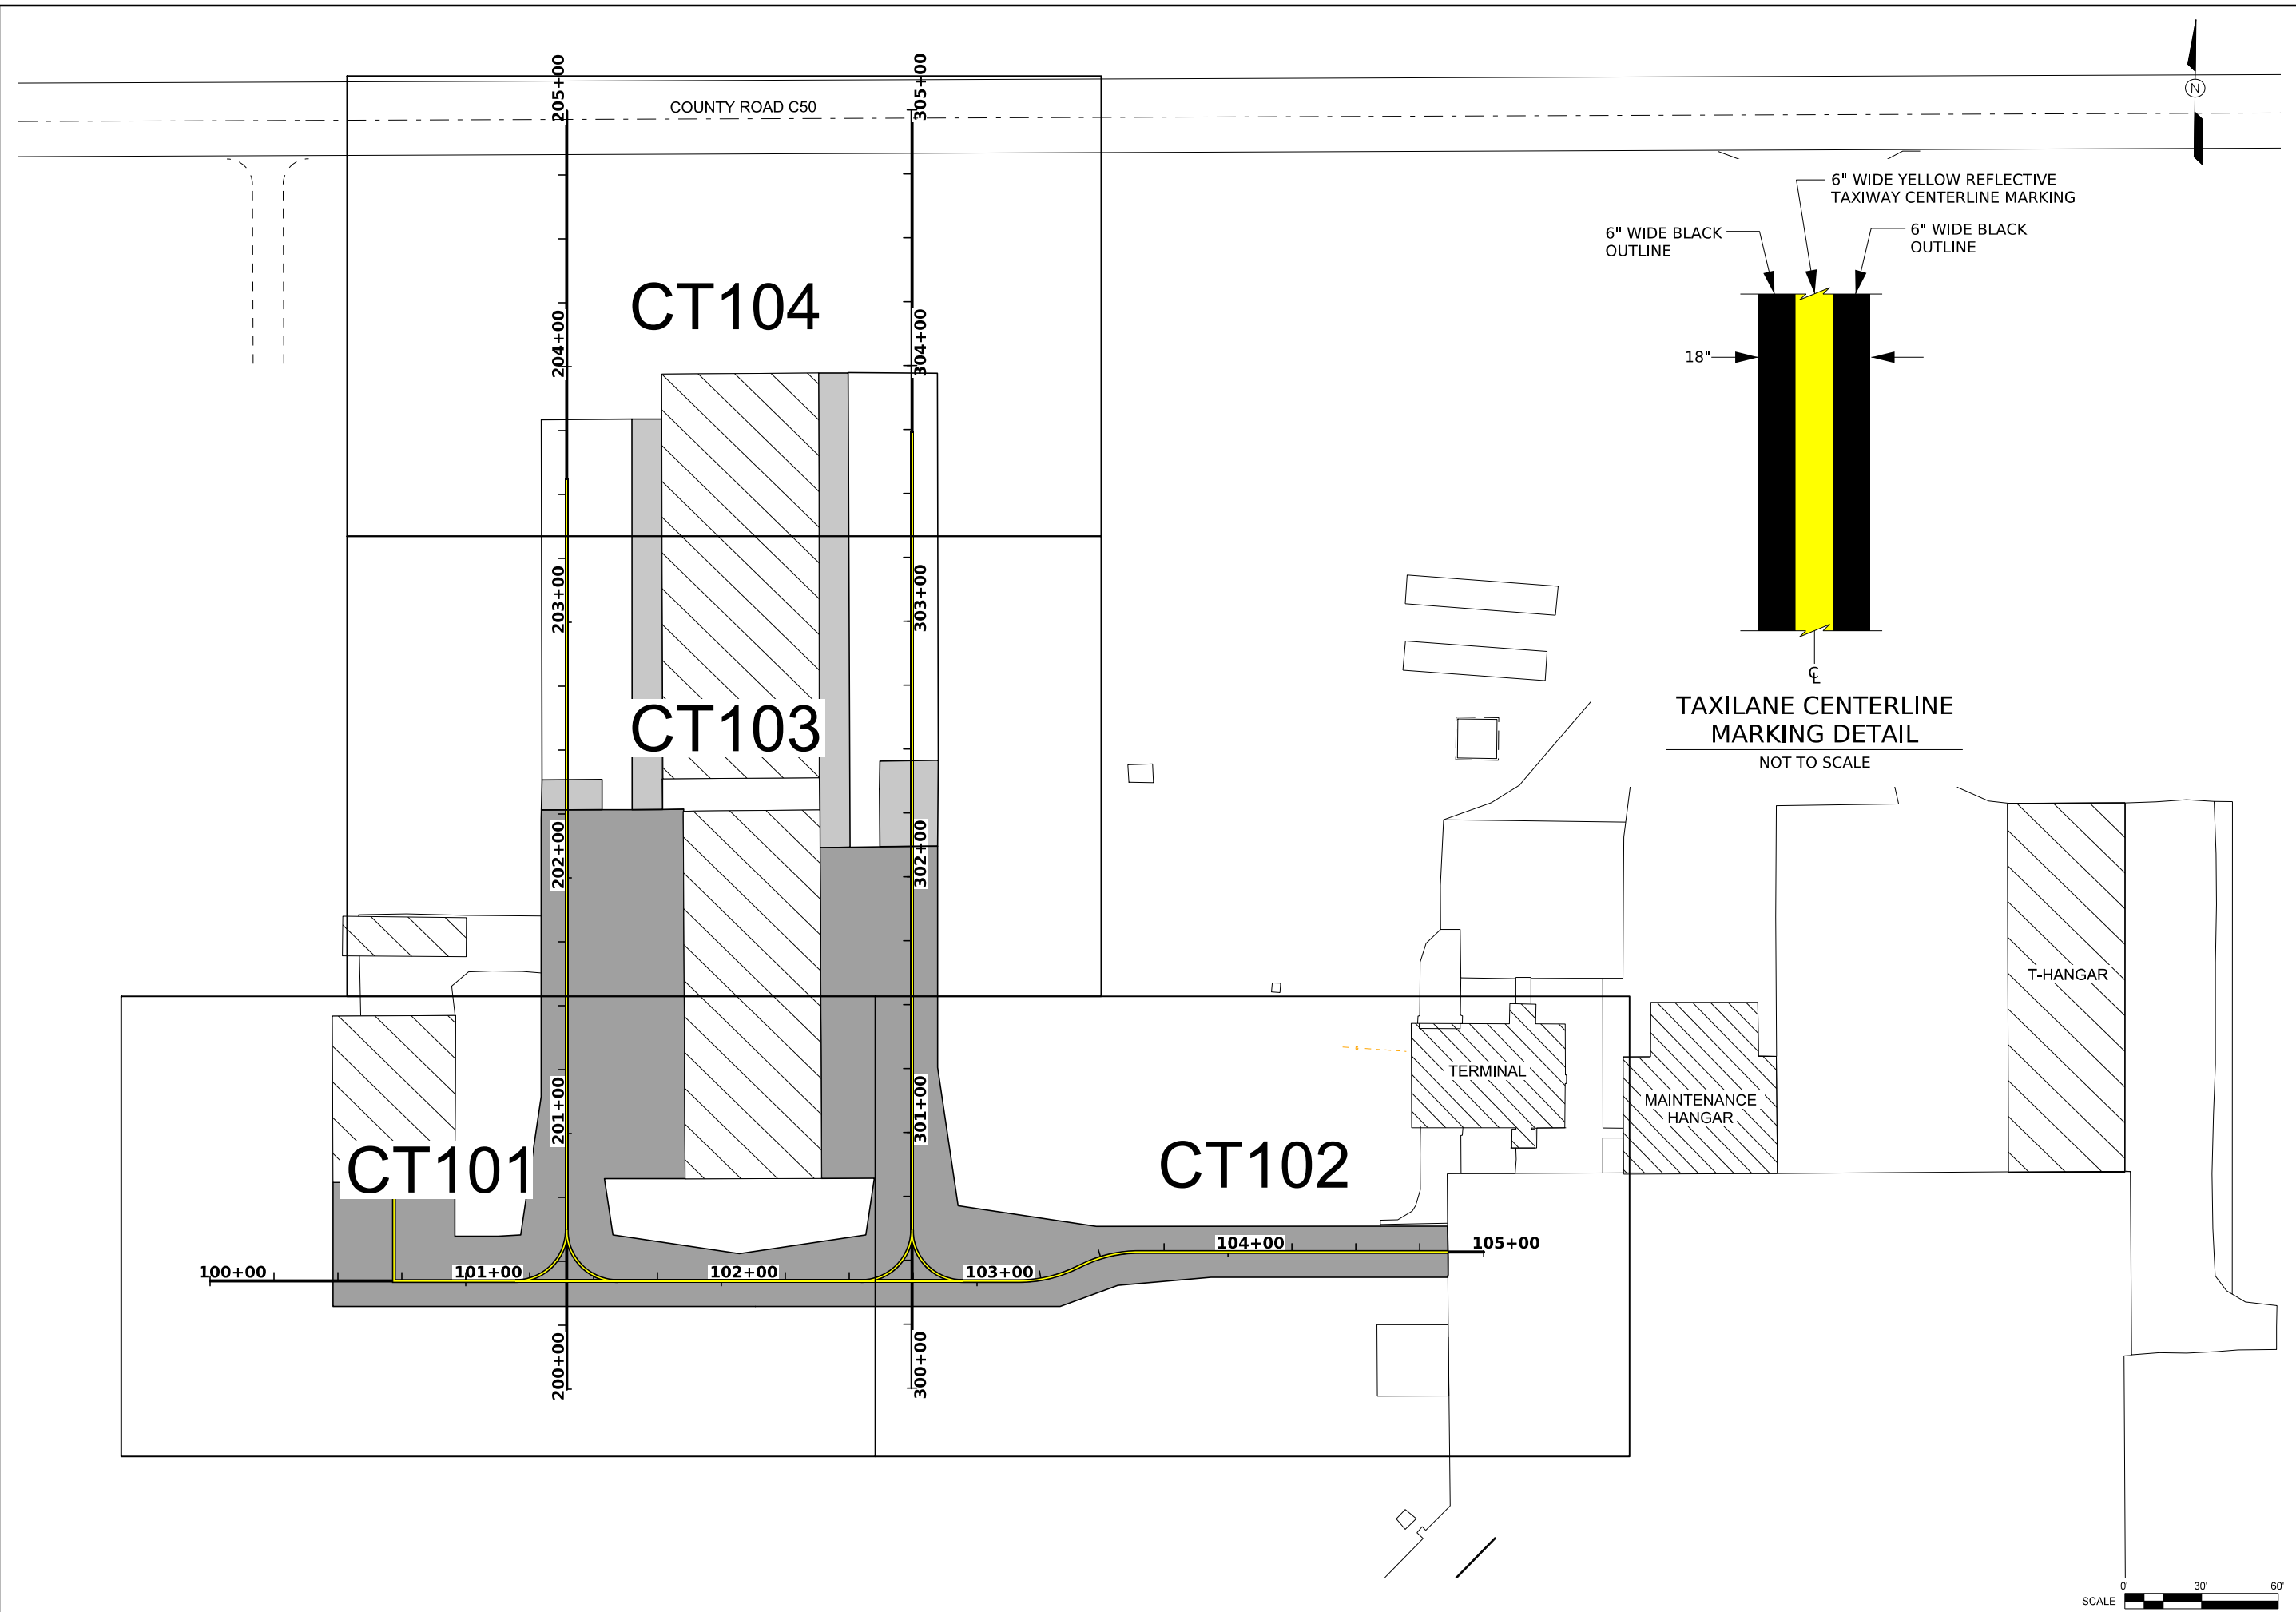 205+00
305+00
COUNTY ROAD C50
N
6" WIDE YELLOW REFLECTIVE
TAXIWAY CENTERLINE MARKING
6" WIDE BLACK
OUTLINE
6" WIDE BLACK
OUTLINE
CT104
204+00
304+00
18"
203+00
303+00
℄
TAXILANE CENTERLINE
MARKING DETAIL
NOT TO SCALE
CT103
202+00
302+00
T-HANGAR
TERMINAL
MAINTENANCE
HANGAR
201+00
301+00
CT101
CT102
100+00
101+00
102+00
103+00
104+00
105+00
200+00
300+00
0' 30' 60'
SCALE